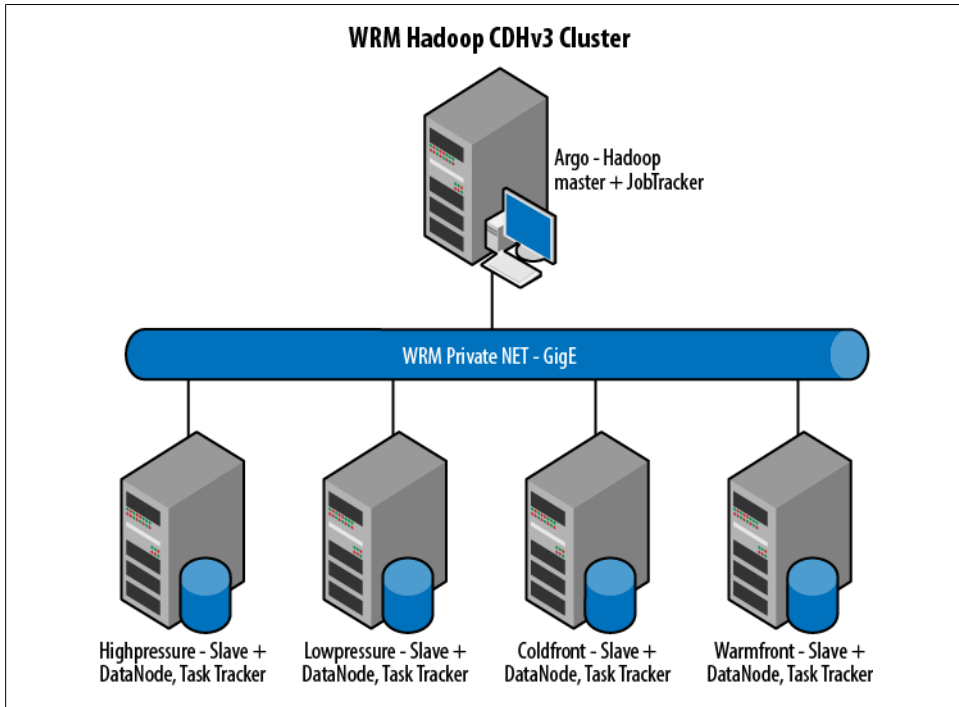 WRM Hadoop CDHv3 Cluster
Argo - Hadoop
master + JobTracker
WRM Private NET - GigE
Highpressure - Slave +
DataNode, Task Tracker
Lowpressure - Slave +
DataNode, Task Tracker
Coldfront - Slave +
DataNode, Task Tracker
Warmfront - Slave +
DataNode, Task Tracker